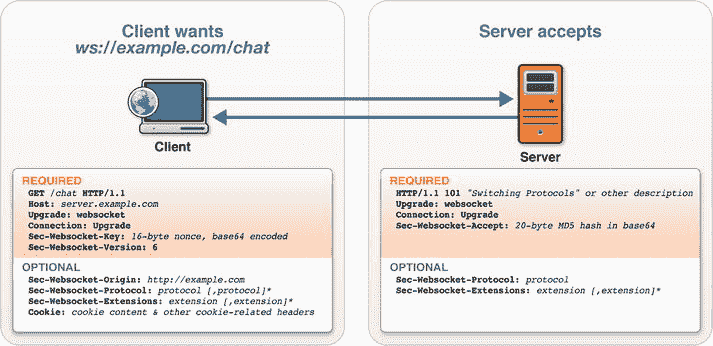 Client wants
ws://example.com/chat
Client
REQUIRED
GET /chat HTTP/1.1
Host: server.example.com
Upgrade: websocket
Connection: Upgrade
Sec-Websocket-Key: 16-byte nonce, base64 encoded
Sec-Websocket-Version: 6
OPTIONAL
Sec-Websocket-Origin: http://example.com
Sec-Websocket-Protocol: protocol [,protocol]*
Sec-Websocket-Extensions: extension [,extension]*
Cookie: cookie content & other cookie-related headers
Server accepts
Server
REQUIRED
HTTP/1.1 101 "Switching Protocols" or other description
Upgrade: websocket
Connection: Upgrade
Sec-Websocket-Accept: 20-byte MD5 hash in base64
OPTIONAL
Sec-Websocket-Protocol: protocol
Sec-Websocket-Extensions: extension [,extension]*